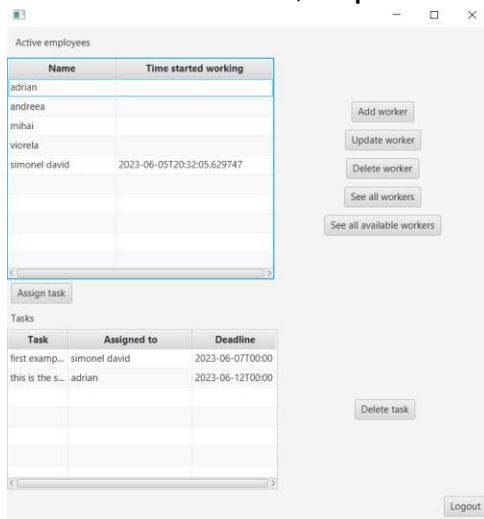 Active employees
Name Time started working
adrian
andreea
mihai
viorela
simonel david 2023-06-05T20:32:05.629747
Add worker
Update worker
Delete worker
See all workers
See all available workers
Assign task
Tasks
Task Assigned to Deadline
first examp... simonel david 2023-06-07T00:00
this is the s... adrian 2023-06-12T00:00
Delete task
Logout